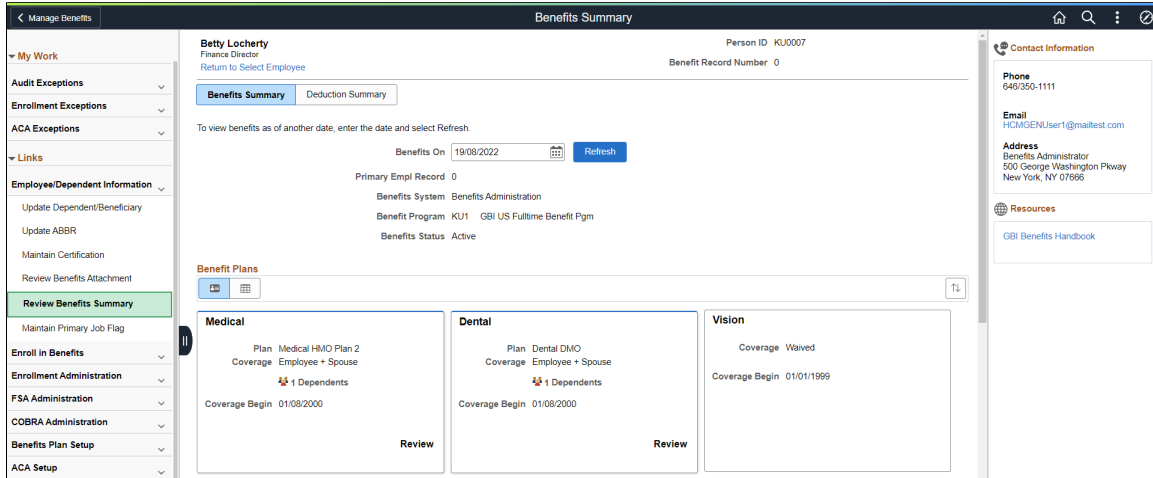 Manage Benefits
Benefits Summary
My Work
Audit Exceptions
Enrollment Exceptions
ACA Exceptions
Links
Employee/Dependent Information
Update Dependent/Beneficiary
Update ABBR
Maintain Certification
Review Benefits Attachment
Review Benefits Summary
Maintain Primary Job Flag
Enroll in Benefits
Enrollment Administration
FSA Administration
COBRA Administration
Benefits Plan Setup
ACA Setup
Betty Locherty
Finance Director
Return to Select Employee
Person ID KU0007
Benefit Record Number 0
Benefits Summary
Deduction Summary
To view benefits as of another date, enter the date and select Refresh.
Benefits On 19/08/2022 Refresh
Primary Empl Record 0
Benefits System Benefits Administration
Benefit Program KU1 GBI US Fulltime Benefit Pgm
Benefits Status Active
Benefit Plans
Medical
Plan Medical HMO Plan 2
Coverage Employee + Spouse
1 Dependents
Coverage Begin 01/08/2000
Review
Dental
Plan Dental DMO
Coverage Employee + Spouse
1 Dependents
Coverage Begin 01/08/2000
Review
Vision
Coverage Waived
Coverage Begin 01/01/1999
Contact Information
Phone
646/350-1111
Email
HCMGENUser1@mailtest.com
Address
Benefits Administrator
500 George Washington Pkway
New York, NY 07666
Resources
GBI Benefits Handbook